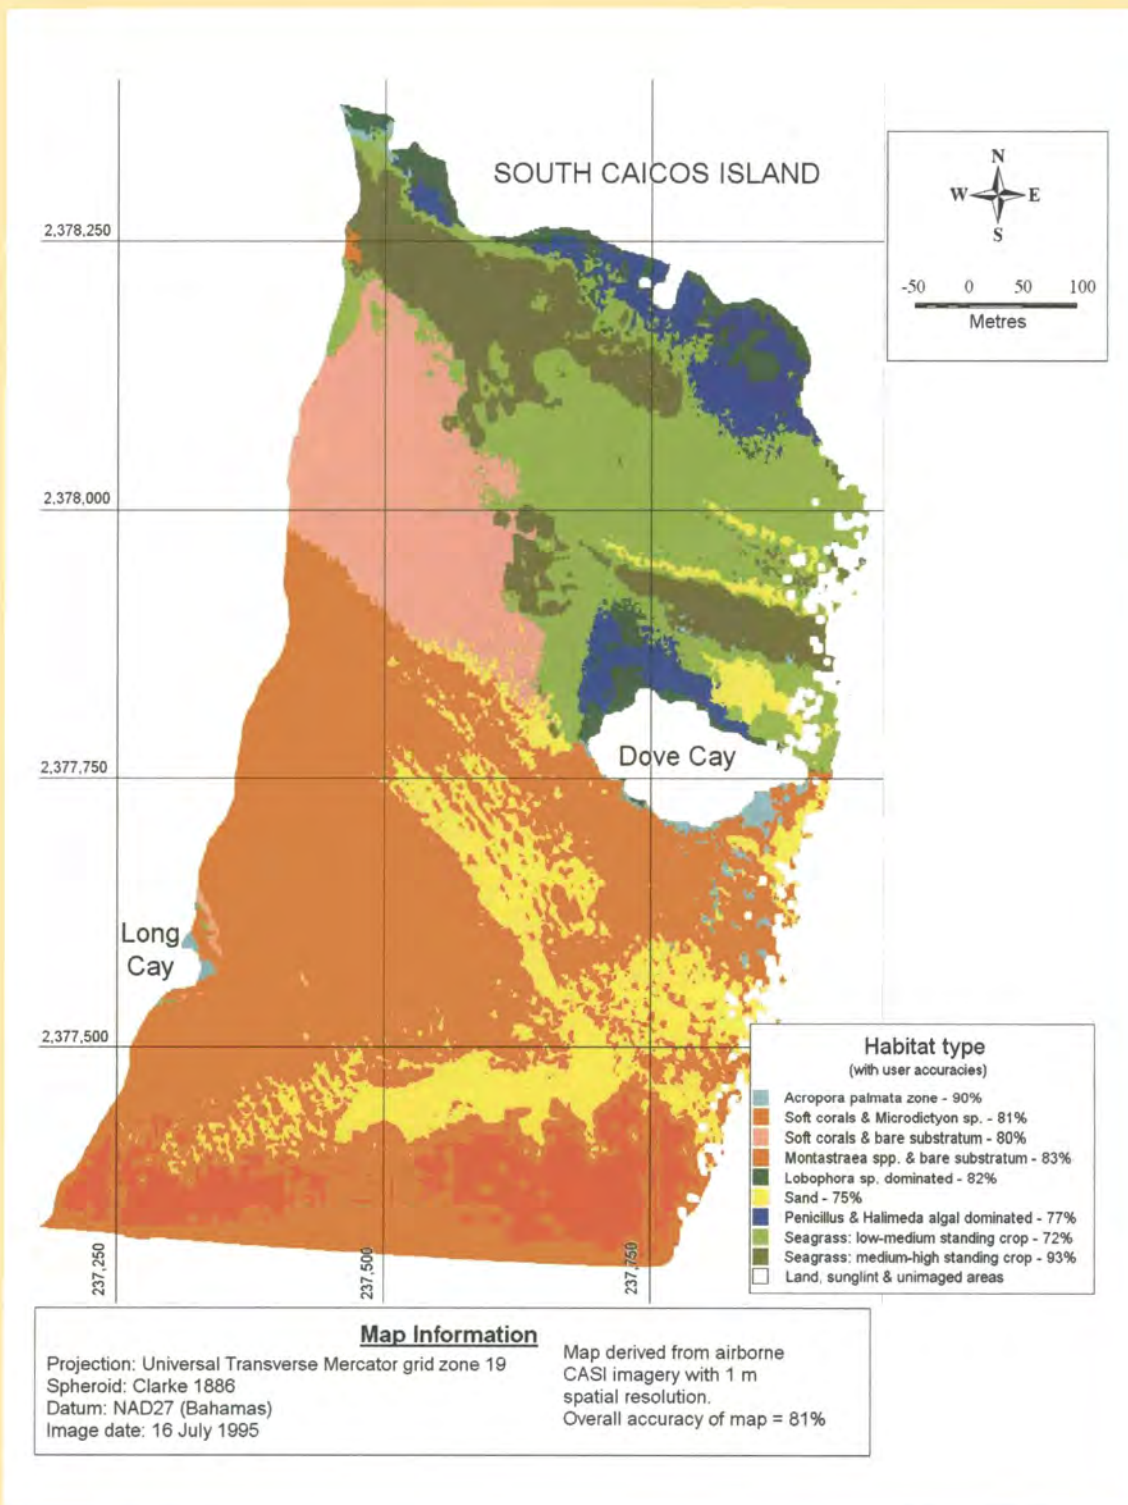 SOUTH CAICOS ISLAND
N
W E
S
-50 0 50 100
Metres
2,378,250
2,378,000
Dove Cay
2,377,750
Long
Cay
2,377,500
237,250
237,500
237,750
Habitat type
(with user accuracies)
Acropora palmata zone - 90%
Soft corals & Microdictyon sp. - 81%
Soft corals & bare substratum - 80%
Montastraea spp. & bare substratum - 83%
Lobophora sp. dominated - 82%
Sand - 75%
Penicillus & Halimeda algal dominated - 77%
Seagrass: low-medium standing crop - 72%
Seagrass: medium-high standing crop - 93%
Land, sunglint & unimaged areas
Map Information
Projection: Universal Transverse Mercator grid zone 19
Spheroid: Clarke 1886
Datum: NAD27 (Bahamas)
Image date: 16 July 1995
Map derived from airborne
CASI imagery with 1 m
spatial resolution.
Overall accuracy of map = 81%